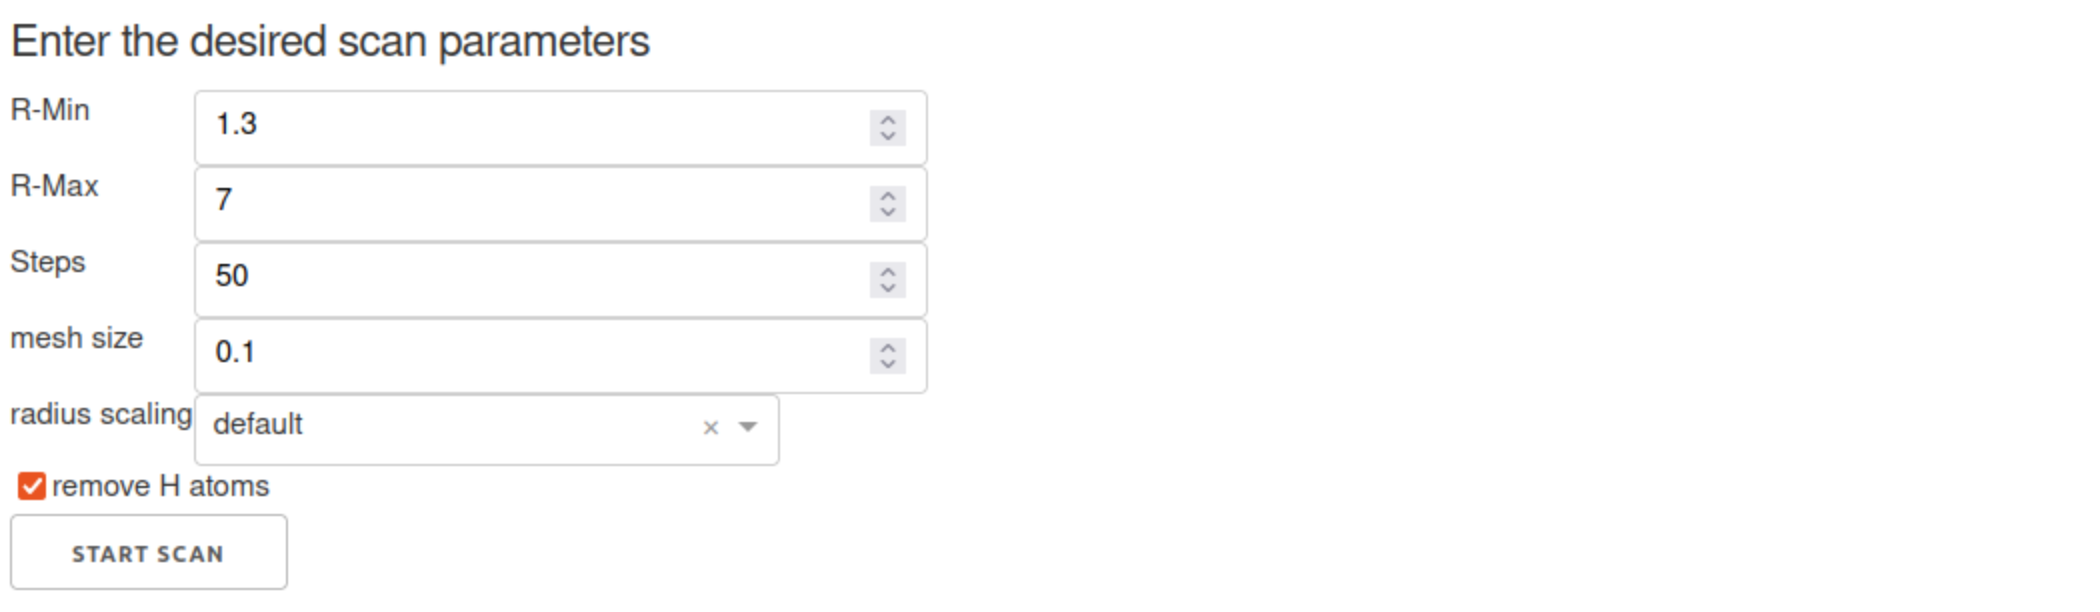 Enter the desired scan parameters
R-Min 1.3
R-Max 7
Steps 50
mesh size 0.1
radius scaling default ×
remove H atoms
START SCAN